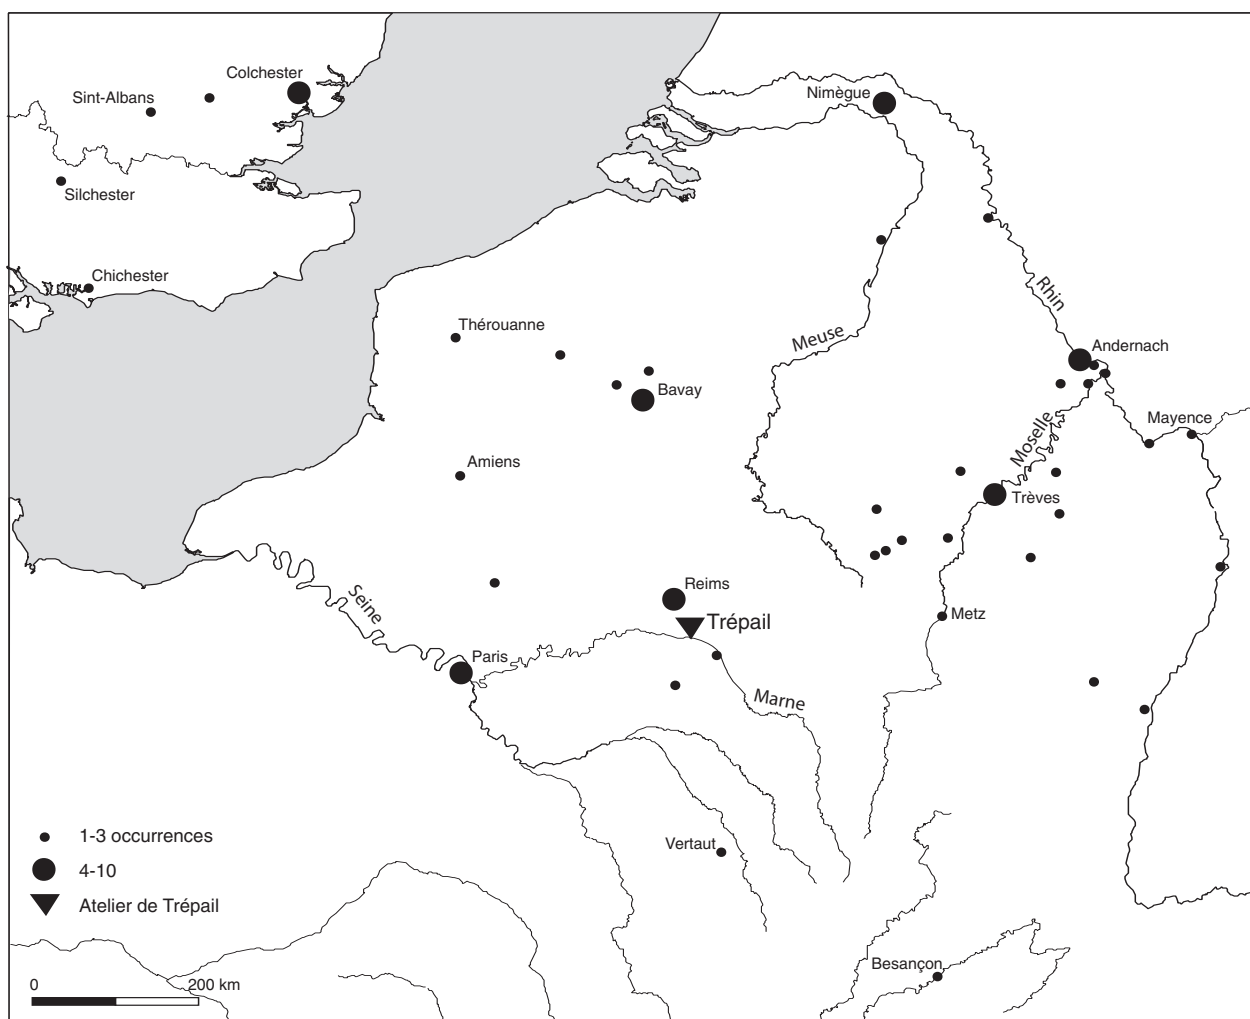 Colchester
Sint-Albans
Nimègue
Silchester
Chichester
Rhin
Thérouanne
Meuse
Andernach
Bavay
Mayence
Moselle
Amiens
Trèves
Reims
Seine
Trépail
Metz
Paris
Marne
1-3 occurrences
Vertaut
4-10
Atelier de Trépail
Besançon
0 200 km